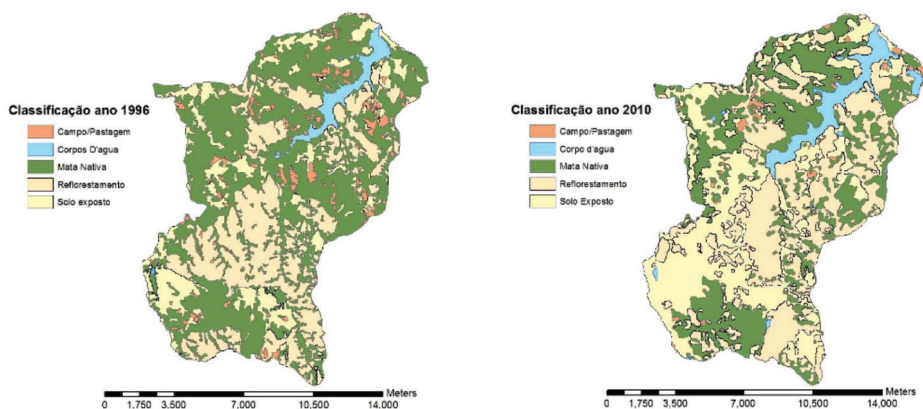 Classificação ano 1996
Campo/Pastagem
Corpos D'agua
Mata Nativa
Reflorestamento
Solo exposto
Meters
0 1,750 3,500 7,000 10,500 14,000
Classificação ano 2010
Campo/Pastagem
Corpo d'agua
Mata Nativa
Reflorestamento
Solo Exposto
Meters
0 1,750 3,500 7,000 10,500 14,000